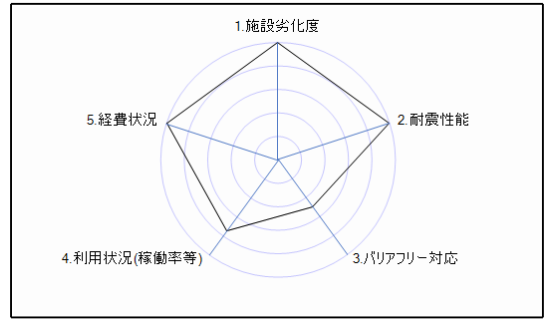 1.施設劣化度
2.耐震性能
3.バリアフリー対応
4.利用状況(稼働率等)
5.経費状況